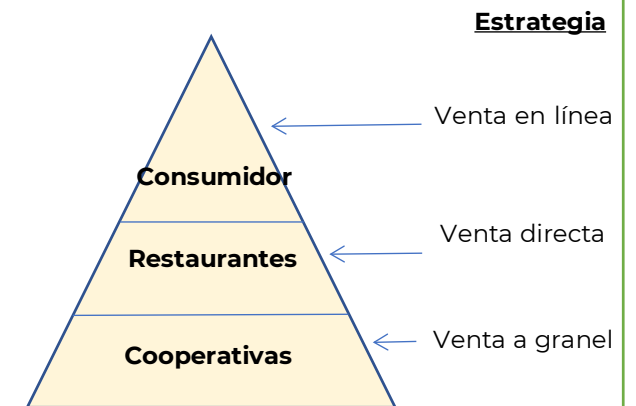 Estrategia
Venta en línea
Consumidor
Venta directa
Restaurantes
Venta a granel
Cooperativas